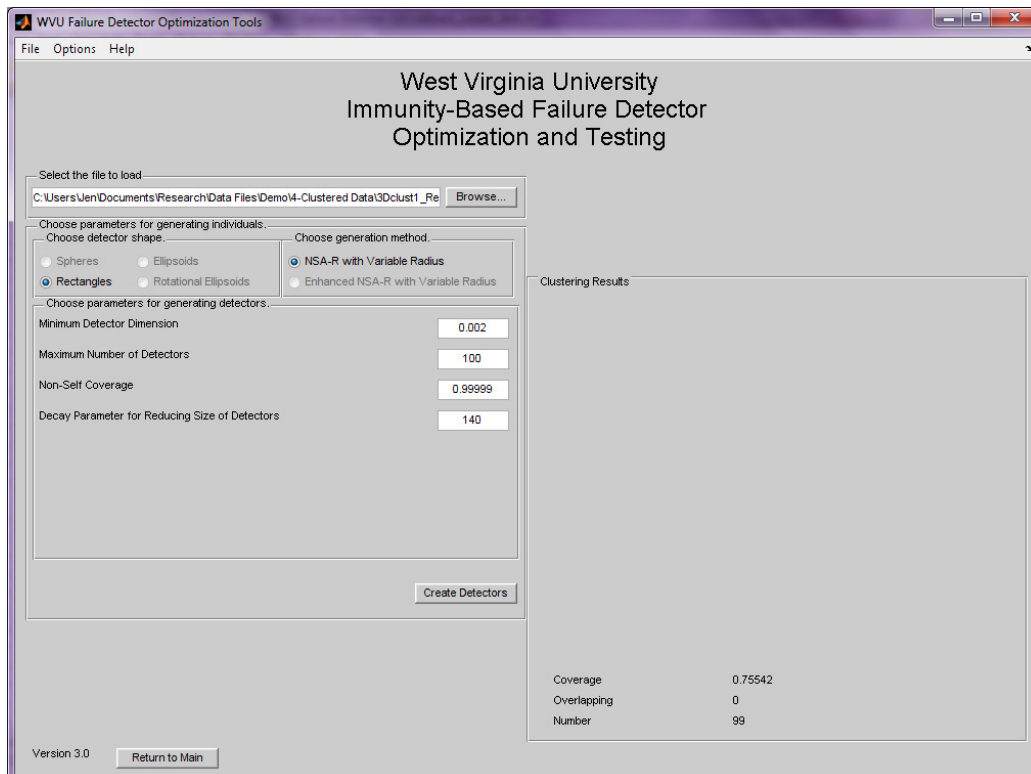 WVU Failure Detector Optimization Tools
File Options Help
West Virginia University
Immunity-Based Failure Detector
Optimization and Testing
Select the file to load
C:\Users\Jen\Documents\Research\Data Files\Demo\4-Clustered Data\3Dclust1_Re
Browse...
Choose parameters for generating individuals.
Choose detector shape.
Spheres Ellipsoids
Rectangles Rotational Ellipsoids
Choose generation method.
NSA-R with Variable Radius
Enhanced NSA-R with Variable Radius
Choose parameters for generating detectors.
Minimum Detector Dimension 0.002
Maximum Number of Detectors 100
Non-Self Coverage 0.99999
Decay Parameter for Reducing Size of Detectors 140
Create Detectors
Clustering Results
Coverage 0.75542
Overlapping 0
Number 99
Version 3.0 Return to Main